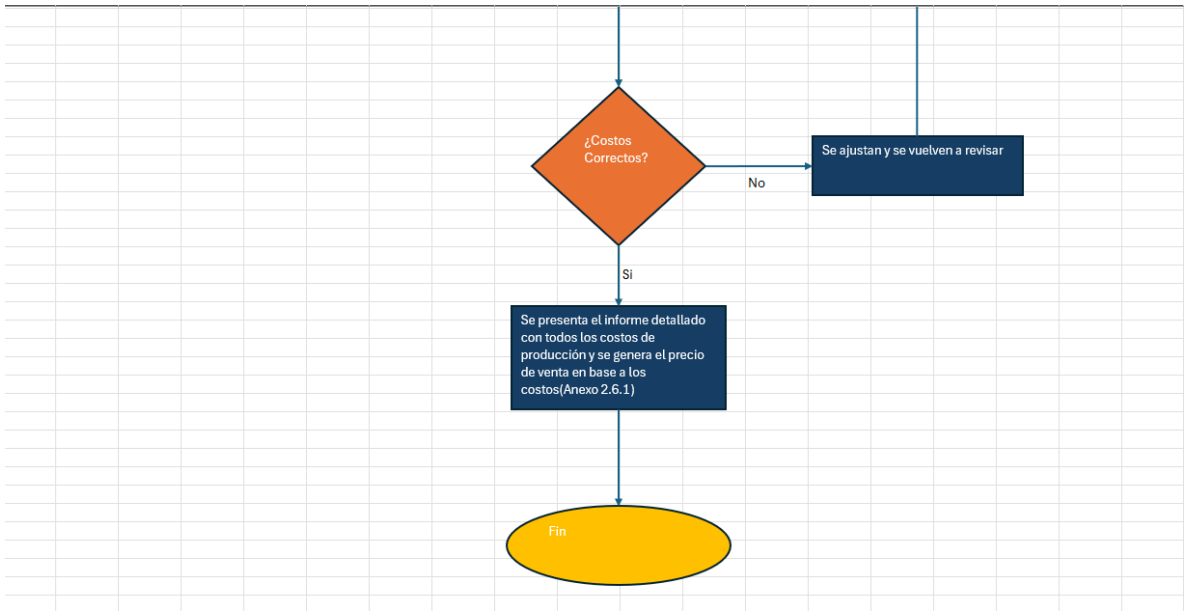 ¿Costos
Correctos?
Se ajustan y se vuelven a revisar
No
Si
Se presenta el informe detallado
con todos los costos de
producción y se genera el precio
de venta en base a los
costos(Anexo 2.6.1)
Fin